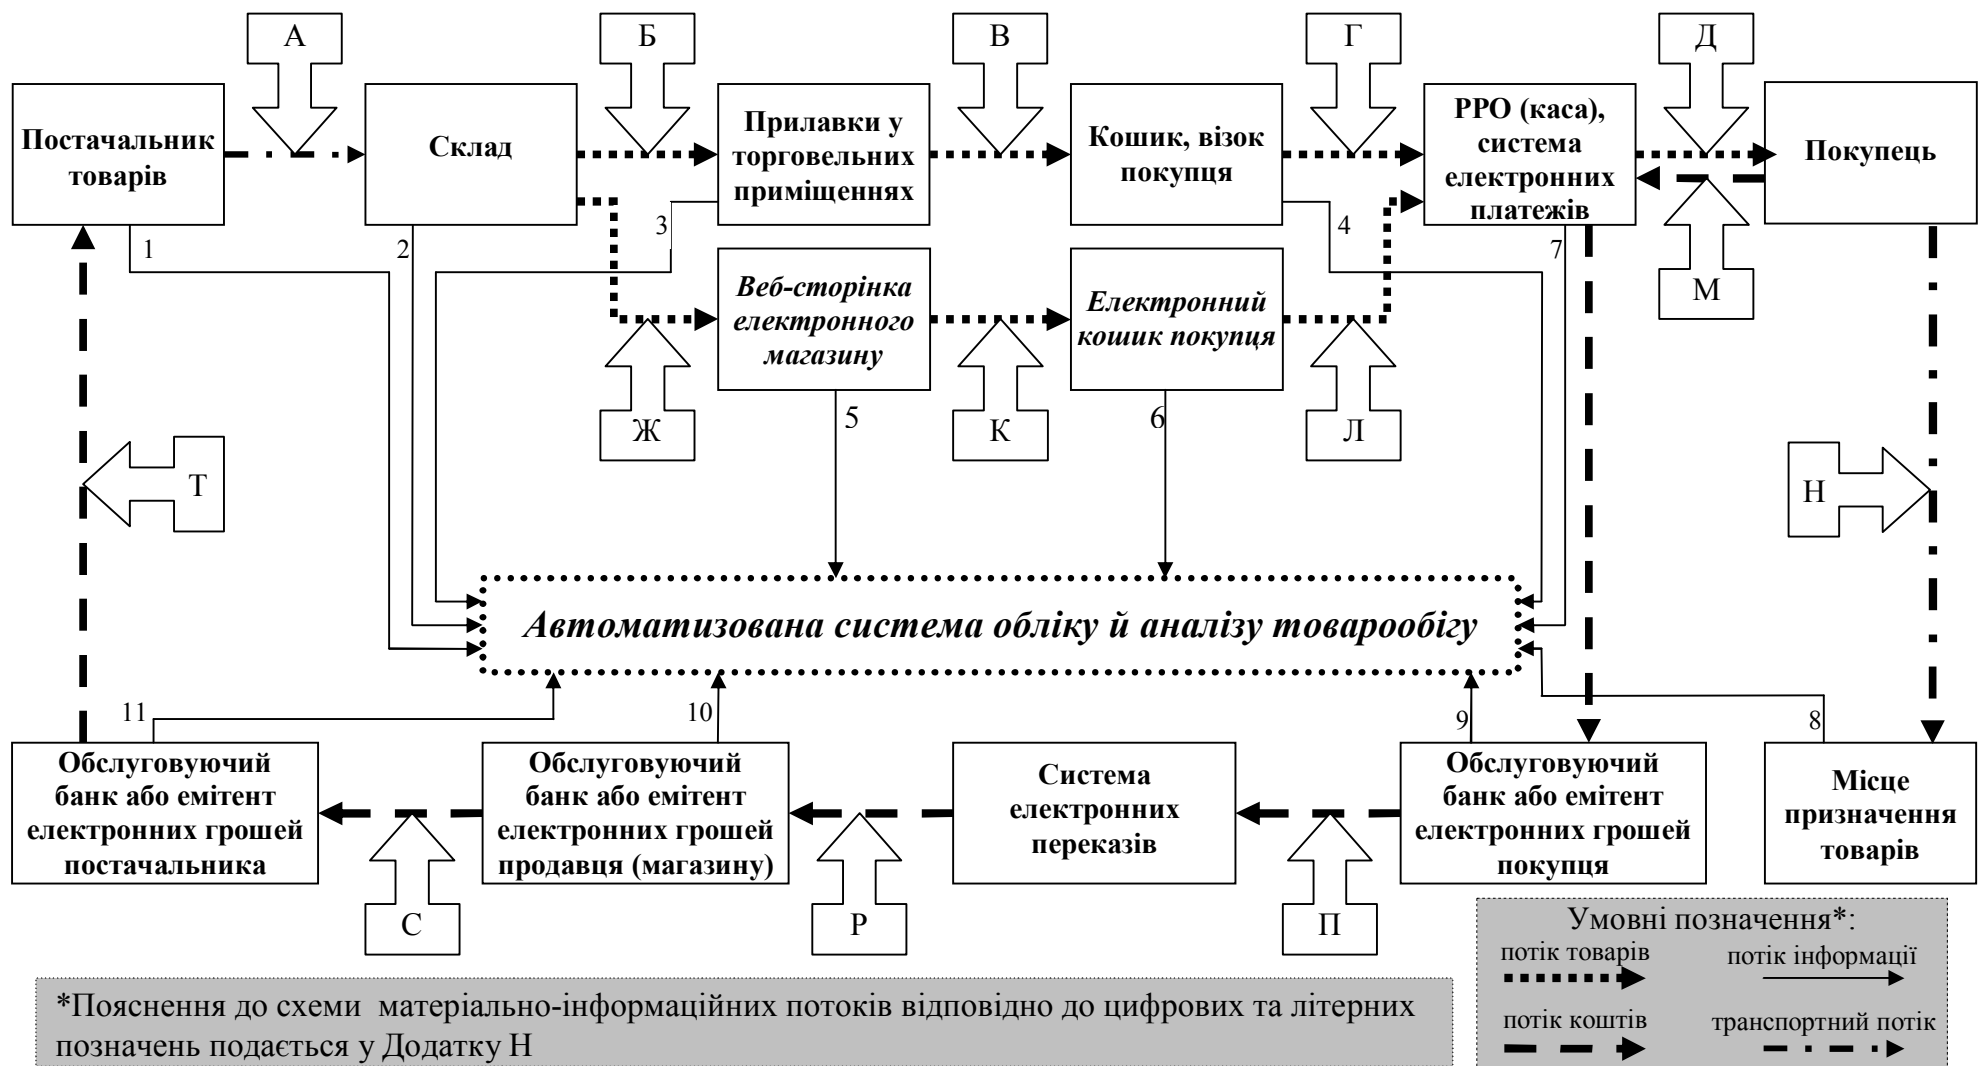 А
Б
В
Г
Д
Постачальник
товарів
Склад
Прилавки у
торговельних
приміщеннях
Кошик, візок
покупця
РРО (каса),
система
електронних
платежів
Покупець
1
2
3
4
7
М
Веб-сторінка
електронного
магазину
Електронний
кошик покупця
Ж
5
К
6
Л
Т
Н
Автоматизована система обліку й аналізу товарообігу
11
10
9
8
Обслуговуючий
банк або емітент
електронних грошей
постачальника
Обслуговуючий
банк або емітент
електронних грошей
продавця (магазину)
Система
електронних
переказів
Обслуговуючий
банк або емітент
електронних грошей
покупця
Місце
призначення
товарів
С
Р
П
Умовні позначення*:
потік товарів
потік інформації
потік коштів
транспортний потік
*Пояснення до схеми матеріально-інформаційних потоків відповідно до цифрових та літерних
позначень подається у Додатку Н